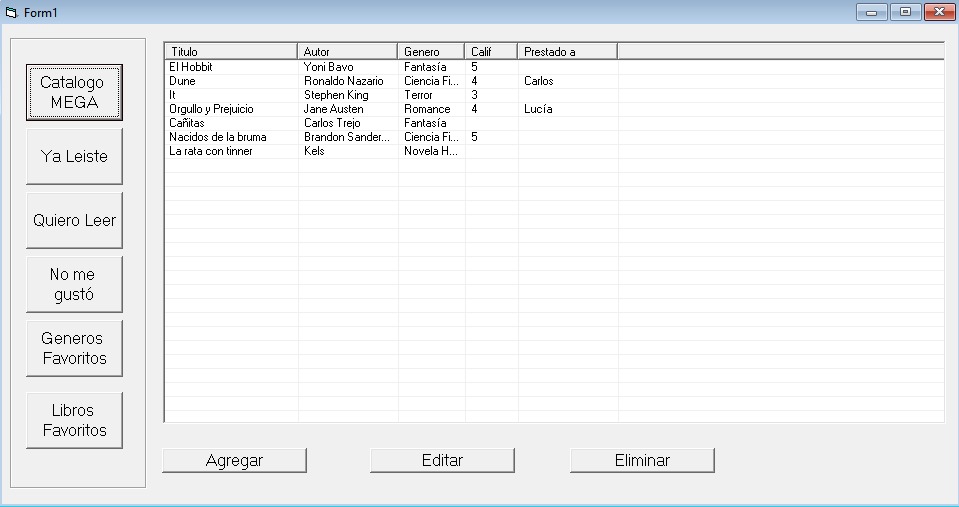 Form1
Catalogo
MEGA
Ya Leiste
Quiero Leer
No me
gustó
Generos
Favoritos
Libros
Favoritos
Titulo Autor Genero Calif Prestado a
El Hobbit Yoni Bavo Fantasía 5
Dune Ronaldo Nazario Ciencia Fi... 4 Carlos
It Stephen King Terror 3
Orgullo y Prejuicio Jane Austen Romance 4 Lucía
Cañitas Carlos Trejo Fantasía
Nacidos de la bruma Brandon Sander... Ciencia Fi... 5
La rata con tinner Kels Novela H...
Agregar Editar Eliminar